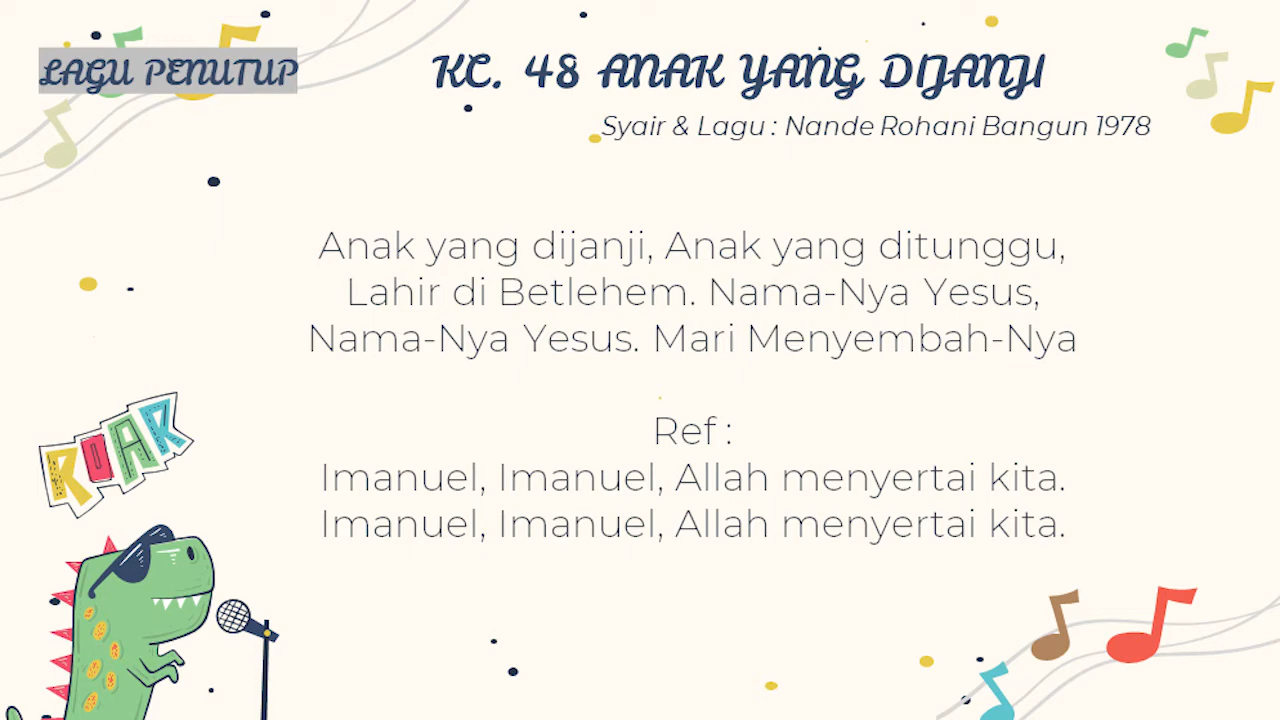 LAGU PENUTUP
KC. 48 ANAK YANG DIJANJI
Syair & Lagu : Nande Rohani Bangun 1978
Anak yang dijanji, Anak yang ditunggu,
Lahir di Betlehem. Nama-Nya Yesus,
Nama-Nya Yesus. Mari Menyembah-Nya
Ref :
Imanuel, Imanuel, Allah menyertai kita.
Imanuel, Imanuel, Allah menyertai kita.
ROAR